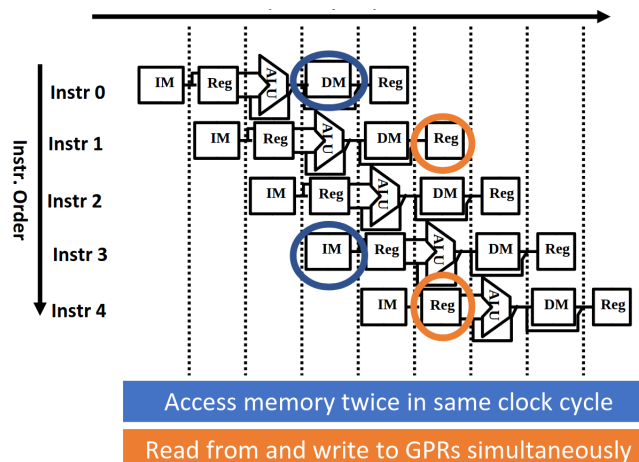 IM Reg ALU DM Reg
Instr 0
IM Reg ALU DM Reg
Instr 1
IM Reg ALU DM Reg
Instr 2
IM Reg ALU DM Reg
Instr 3
IM Reg ALU DM Reg
Instr 4
Instr. Order
Access memory twice in same clock cycle
Read from and write to GPRs simultaneously